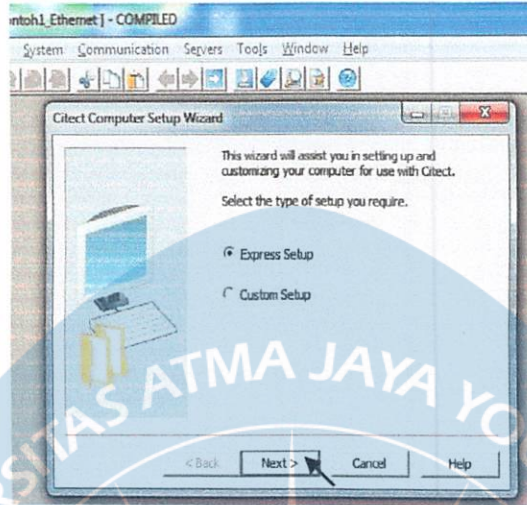 ontoh1_Ethernet ] - COMPILED
System Communication Servers Tools Window Help
Citect Computer Setup Wizard
This wizard will assist you in setting up and
customizing your computer for use with Citect.
Select the type of setup you require.
Express Setup
Custom Setup
SITAS ATMA JAYA YO
< Back Next > Cancel Help